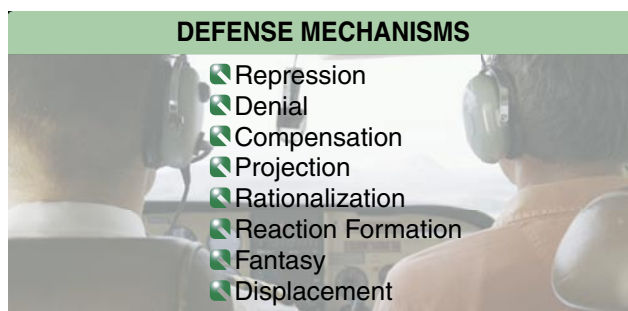 DEFENSE MECHANISMS
Repression
Denial
Compensation
Projection
Rationalization
Reaction Formation
Fantasy
Displacement